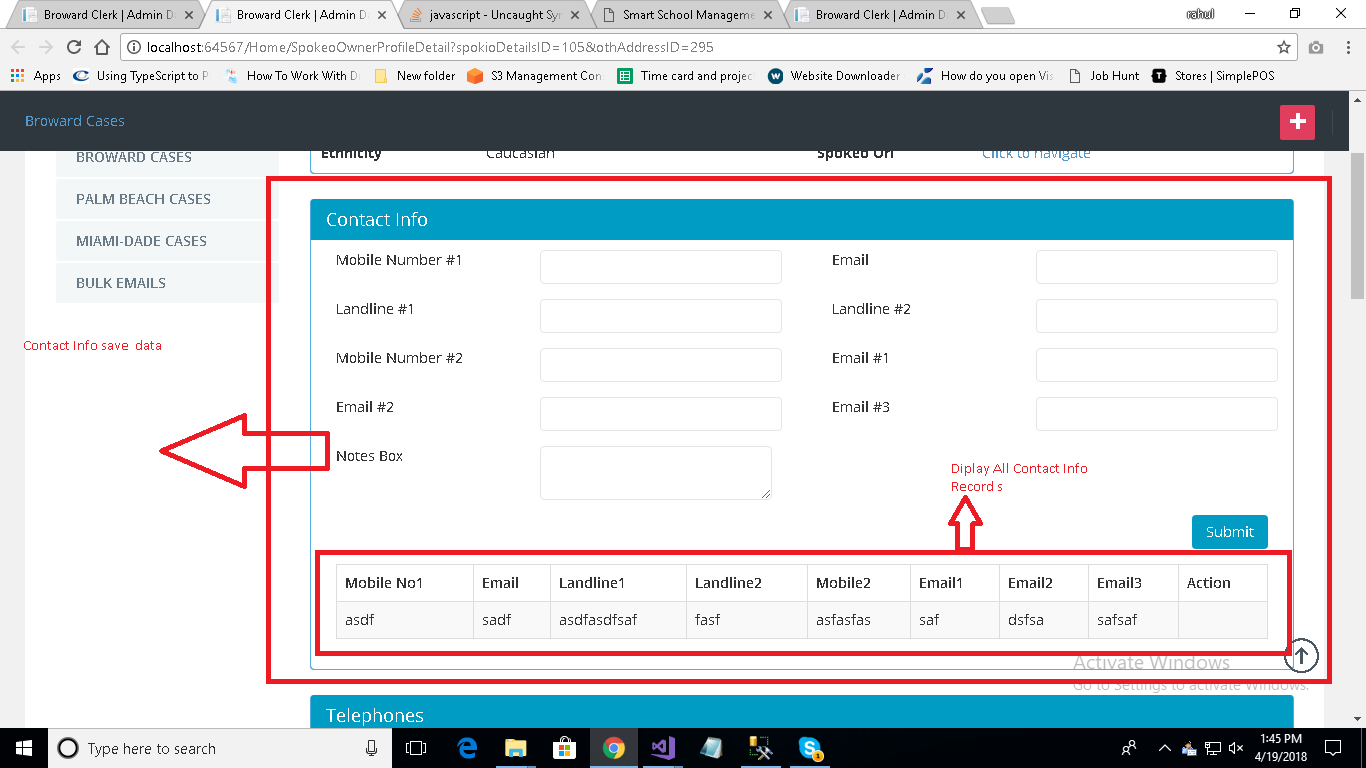 Broward Clerk | Admin D
Broward Clerk | Admin D
javascript - Uncaught Syn
Smart School Manageme
Broward Clerk | Admin D
rahul
localhost:64567/Home/SpokeoOwnerProfileDetail?spokioDetailsID=105&othAddressID=295
Apps
Using TypeScript to P
How To Work With Di
New folder
S3 Management Con
Time card and projec
Website Downloader
How do you open Vis
Job Hunt
Stores | SimplePOS
Broward Cases
BROWARD CASES
PALM BEACH CASES
MIAMI-DADE CASES
BULK EMAILS
Contact Info save data
Ethnicity Caucasian Spokeo Url Click to navigate
Contact Info
Mobile Number #1 Email
Landline #1 Landline #2
Mobile Number #2 Email #1
Email #2 Email #3
Notes Box
Diplay All Contact Info
Record s
Submit
Mobile No1 Email Landline1 Landline2 Mobile2 Email1 Email2 Email3 Action
asdf sadf asdfasdfsaf fasf asfasfas saf dsfsa safsaf
Activate Windows
Go to Settings to activate Windows.
Telephones
Type here to search
1:45 PM
4/19/2018